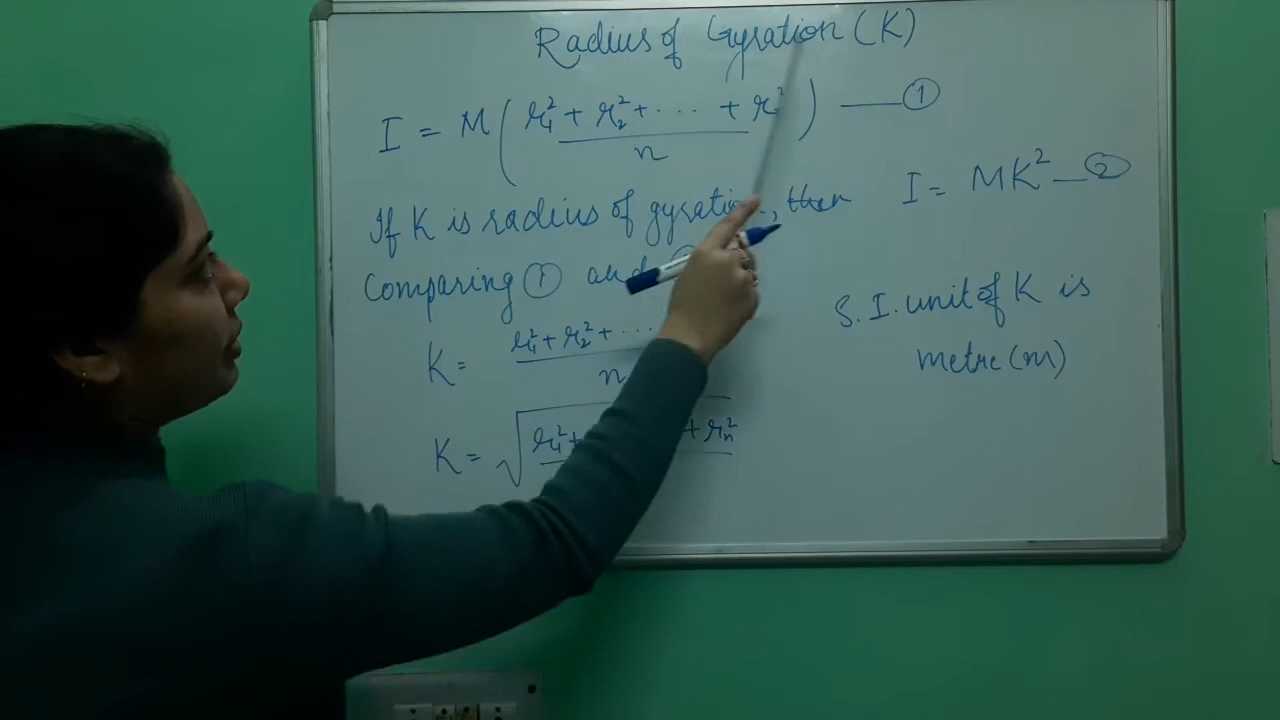 Radius of Gyration (K)
I = M ( r₁² + r₂² + ... + r² / n ) — ①
If K is radius of gyration, then
I = MK² — ②
comparing ① and
K = r₁² + r₂² + ... / n
K = √ r₁² + + rₙ²
S.I. unit of K is
metre (m)